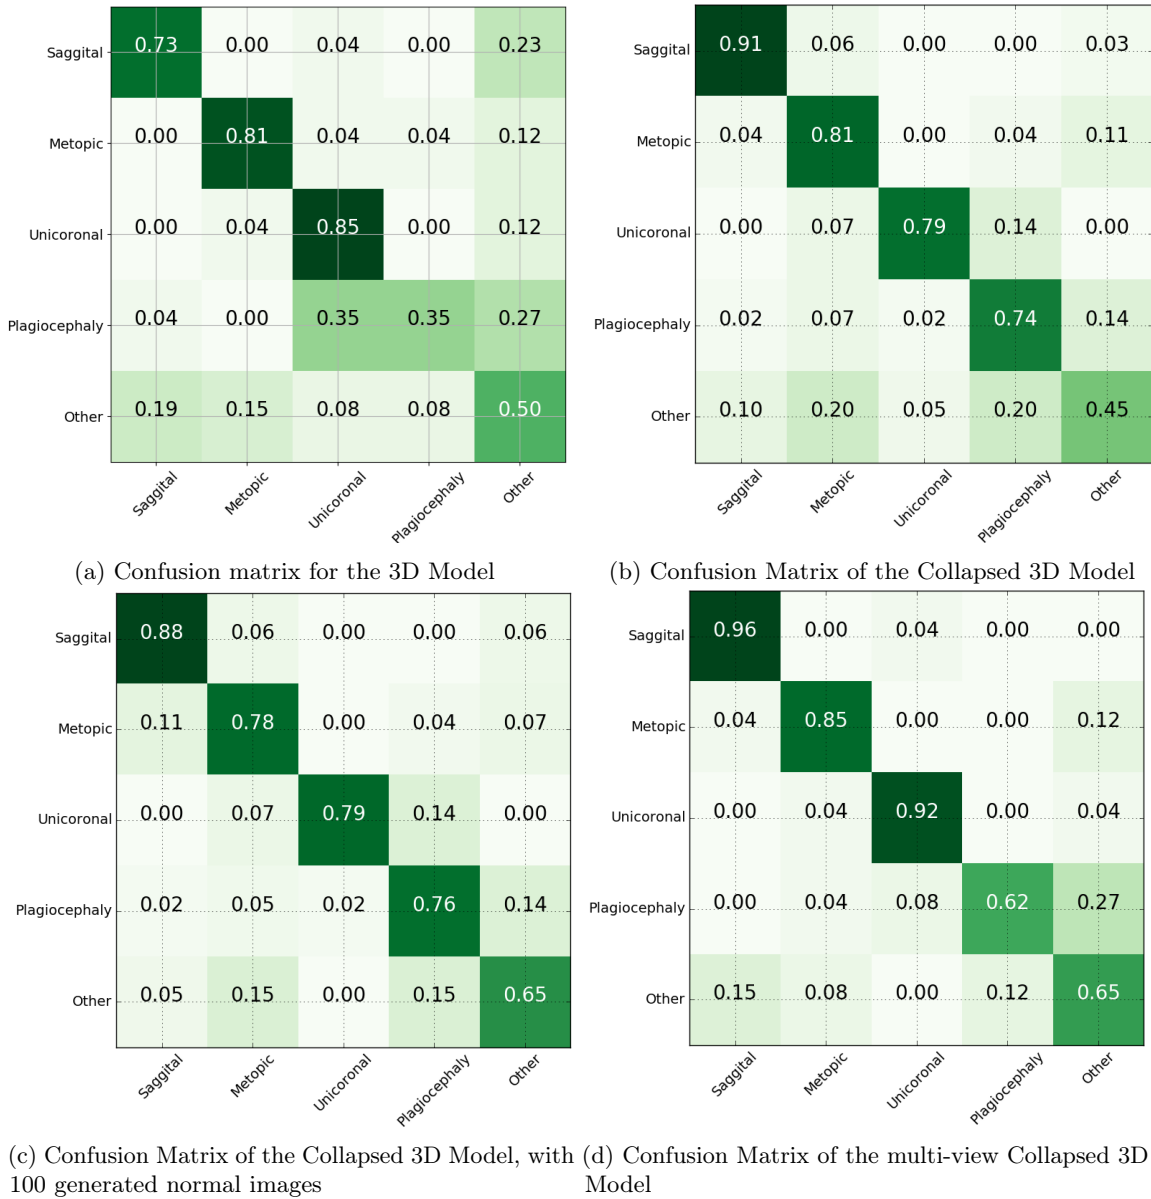 Saggital 0.73 0.00 0.04 0.00 0.23
Metopic 0.00 0.81 0.04 0.04 0.12
Unicoronal 0.00 0.04 0.85 0.00 0.12
Plagiocephaly 0.04 0.00 0.35 0.35 0.27
Other 0.19 0.15 0.08 0.08 0.50
Saggital Metopic Unicoronal Plagiocephaly Other
(a) Confusion matrix for the 3D Model
Saggital 0.91 0.06 0.00 0.00 0.03
Metopic 0.04 0.81 0.00 0.04 0.11
Unicoronal 0.00 0.07 0.79 0.14 0.00
Plagiocephaly 0.02 0.07 0.02 0.74 0.14
Other 0.10 0.20 0.05 0.20 0.45
Saggital Metopic Unicoronal Plagiocephaly Other
(b) Confusion Matrix of the Collapsed 3D Model
Saggital 0.88 0.06 0.00 0.00 0.06
Metopic 0.11 0.78 0.00 0.04 0.07
Unicoronal 0.00 0.07 0.79 0.14 0.00
Plagiocephaly 0.02 0.05 0.02 0.76 0.14
Other 0.05 0.15 0.00 0.15 0.65
Saggital Metopic Unicoronal Plagiocephaly Other
(c) Confusion Matrix of the Collapsed 3D Model, with
100 generated normal images
Saggital 0.96 0.00 0.04 0.00 0.00
Metopic 0.04 0.85 0.00 0.00 0.12
Unicoronal 0.00 0.04 0.92 0.00 0.04
Plagiocephaly 0.00 0.04 0.08 0.62 0.27
Other 0.15 0.08 0.00 0.12 0.65
Saggital Metopic Unicoronal Plagiocephaly Other
(d) Confusion Matrix of the multi-view Collapsed 3D
Model